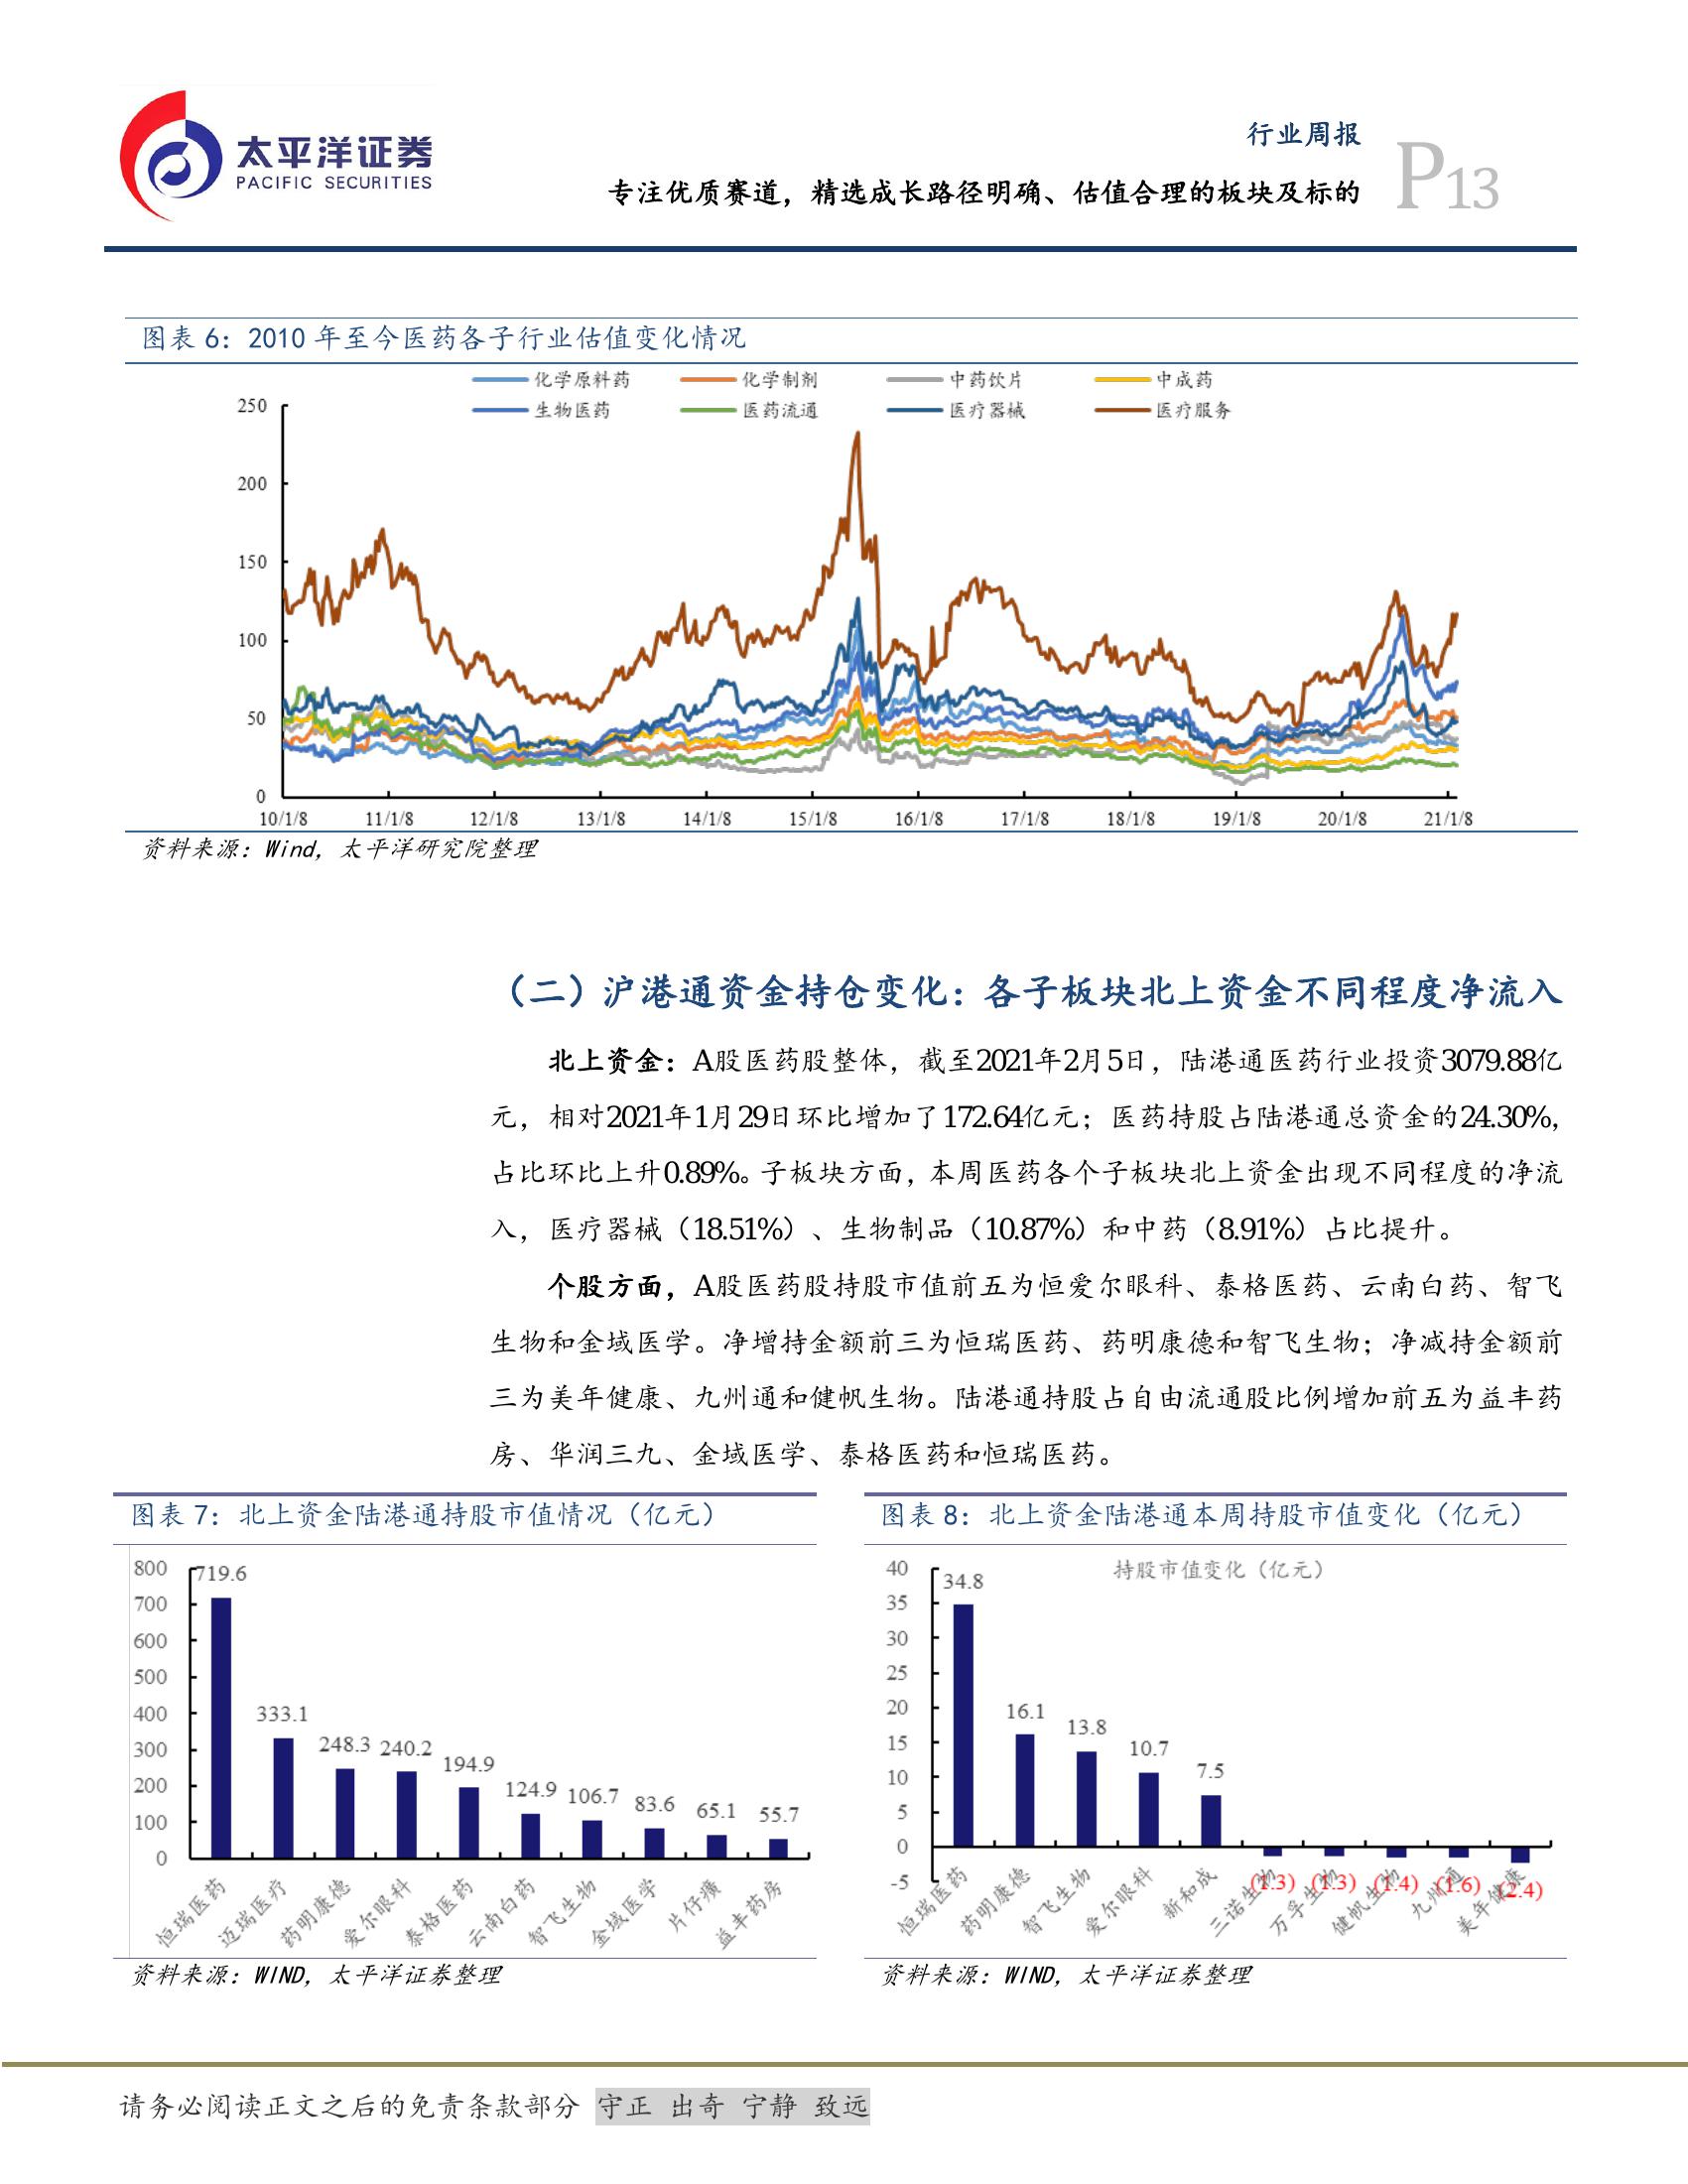 太平洋证券
PACIFIC SECURITIES
行业周报
专注优质赛道，精选成长路径明确、估值合理的板块及标的
P13
图表 6：2010 年至今医药各子行业估值变化情况
化学原料药 化学制剂 中药饮片 中成药
生物医药 医药流通 医疗器械 医疗服务
250
200
150
100
50
0
10/1/8 11/1/8 12/1/8 13/1/8 14/1/8 15/1/8 16/1/8 17/1/8 18/1/8 19/1/8 20/1/8 21/1/8
资料来源：Wind，太平洋研究院整理
（二）沪港通资金持仓变化：各子板块北上资金不同程度净流入
北上资金：A股医药股整体，截至2021年2月5日，陆港通医药行业投资3079.88亿
元，相对2021年1月29日环比增加了172.64亿元；医药持股占陆港通总资金的24.30%，
占比环比上升0.89%。子板块方面，本周医药各个子板块北上资金出现不同程度的净流
入，医疗器械（18.51%）、生物制品（10.87%）和中药（8.91%）占比提升。
个股方面，A股医药股持股市值前五为恒爱尔眼科、泰格医药、云南白药、智飞
生物和金域医学。净增持金额前三为恒瑞医药、药明康德和智飞生物；净减持金额前
三为美年健康、九州通和健帆生物。陆港通持股占自由流通股比例增加前五为益丰药
房、华润三九、金域医学、泰格医药和恒瑞医药。
图表 7：北上资金陆港通持股市值情况（亿元）
800
700
600
500
400
300
200
100
0
719.6 333.1 248.3 240.2 194.9 124.9 106.7 83.6 65.1 55.7
恒瑞医药 迈瑞医疗 药明康德 爱尔眼科 泰格医药 云南白药 智飞生物 金域医学 片仔癀 益丰药房
资料来源：WIND，太平洋证券整理
图表 8：北上资金陆港通本周持股市值变化（亿元）
持股市值变化（亿元）
40
35
30
25
20
15
10
5
0
-5
34.8 16.1 13.8 10.7 7.5 (1.3) (1.3) (1.4) (1.6) (2.4)
恒瑞医药 药明康德 智飞生物 爱尔眼科 新和成 三诺生物 万孚生物 健帆生物 九州通 美年健康
资料来源：WIND，太平洋证券整理
请务必阅读正文之后的免责条款部分 守正 出奇 宁静 致远